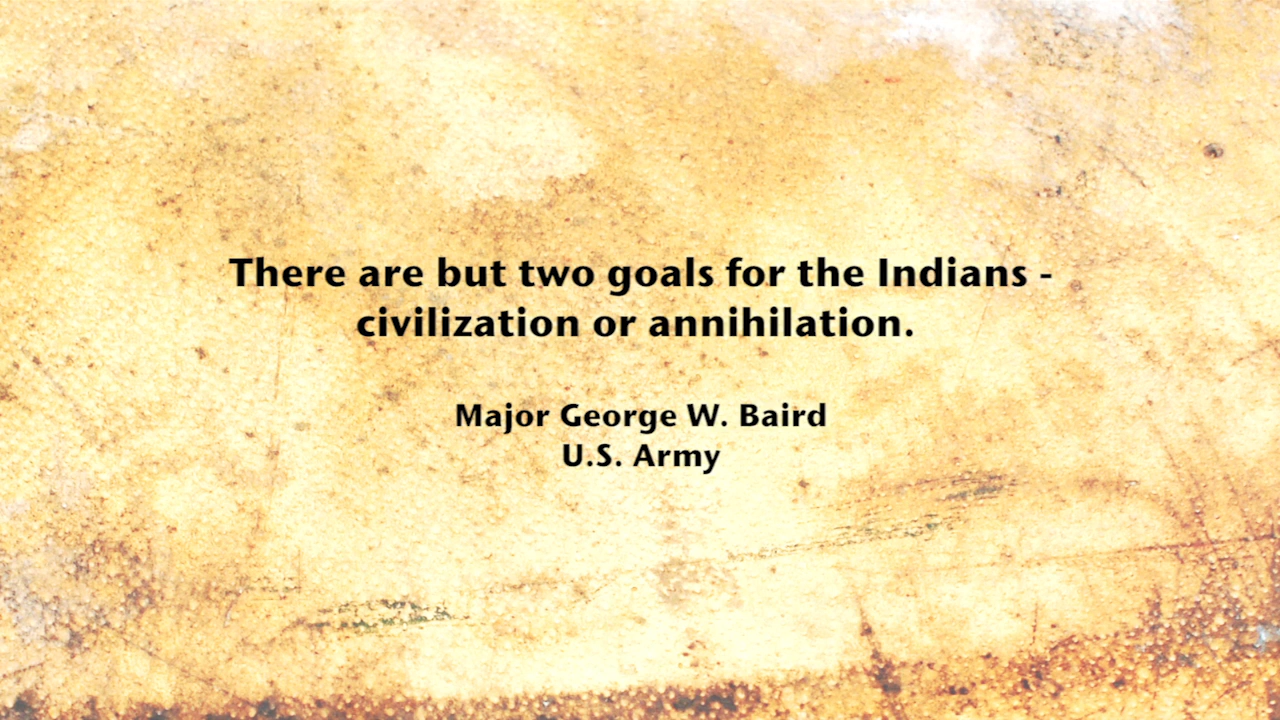 There are but two goals for the Indians -
civilization or annihilation.
Major George W. Baird
U.S. Army